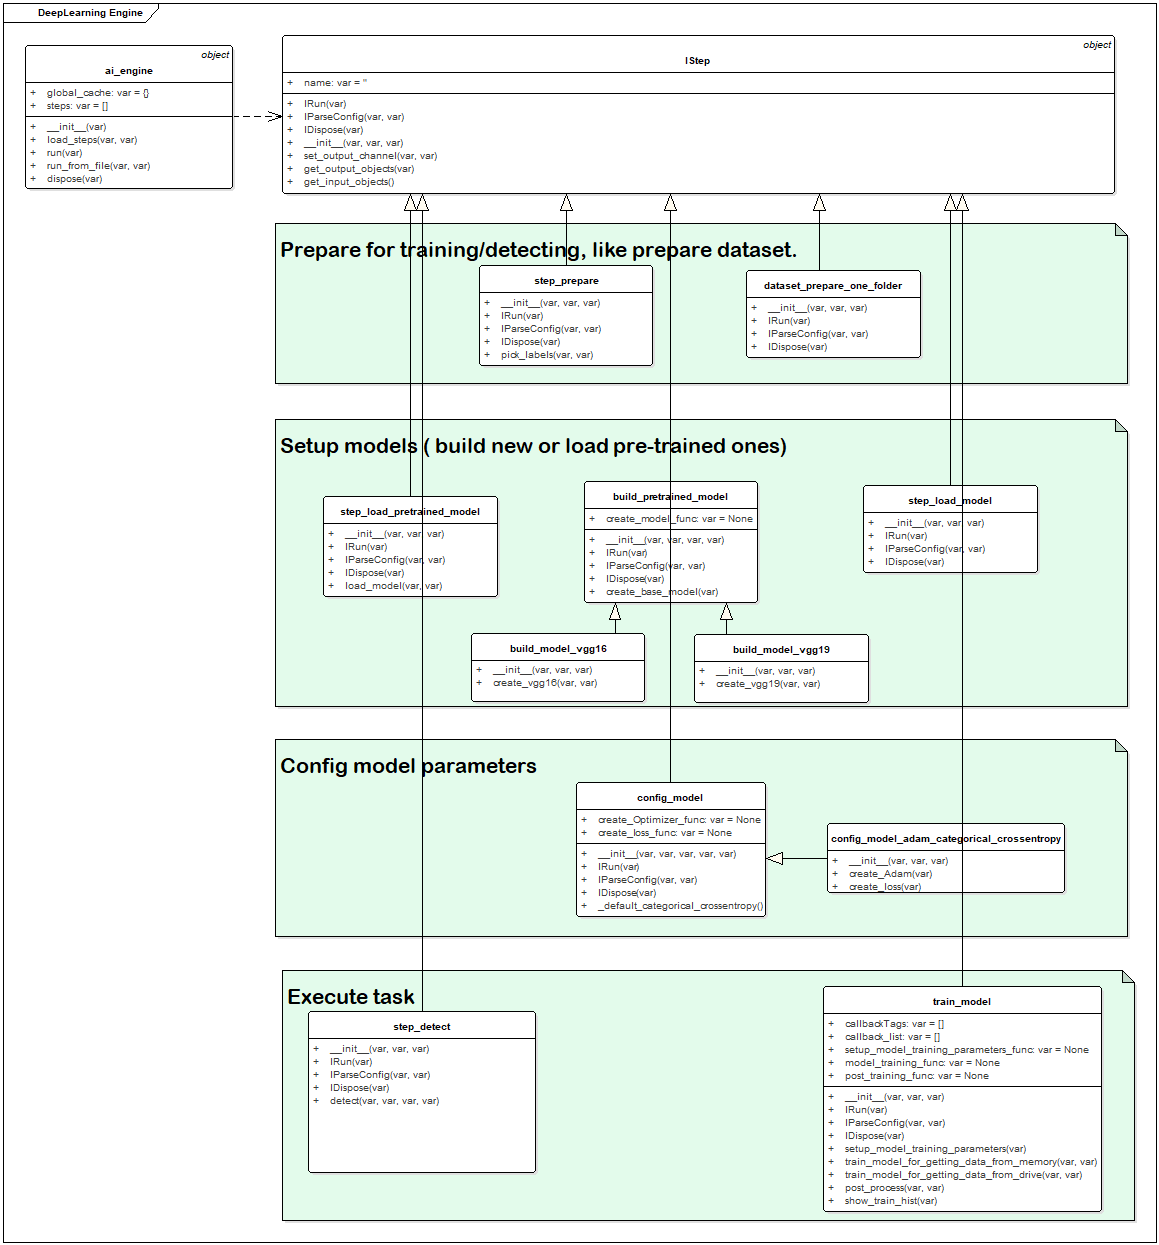 DeepLearning Engine
object
ai_engine
+ global_cache: var = {}
+ steps: var = []
+ __init__(var)
+ load_steps(var, var)
+ run(var)
+ run_from_file(var, var)
+ dispose(var)
object
IStep
+ name: var = ''
+ IRun(var)
+ IParseConfig(var, var)
+ IDispose(var)
+ __init__(var, var, var)
+ set_output_channel(var, var)
+ get_output_objects(var)
+ get_input_objects()
Prepare for training/detecting, like prepare dataset.
step_prepare
+ __init__(var, var, var)
+ IRun(var)
+ IParseConfig(var, var)
+ IDispose(var)
+ pick_labels(var, var)
dataset_prepare_one_folder
+ __init__(var, var, var)
+ IRun(var)
+ IParseConfig(var, var)
+ IDispose(var)
Setup models ( build new or load pre-trained ones)
step_load_pretrained_model
+ __init__(var, var, var)
+ IRun(var)
+ IParseConfig(var, var)
+ IDispose(var)
+ load_model(var, var)
build_pretrained_model
+ create_model_func: var = None
+ __init__(var, var, var, var)
+ IRun(var)
+ IParseConfig(var, var)
+ IDispose(var)
+ create_base_model(var)
step_load_model
+ __init__(var, var, var)
+ IRun(var)
+ IParseConfig(var, var)
+ IDispose(var)
build_model_vgg16
+ __init__(var, var, var)
+ create_vgg16(var, var)
build_model_vgg19
+ __init__(var, var, var)
+ create_vgg19(var, var)
Config model parameters
config_model
+ create_Optimizer_func: var = None
+ create_loss_func: var = None
+ __init__(var, var, var, var, var)
+ IRun(var)
+ IParseConfig(var, var)
+ IDispose(var)
+ _default_categorical_crossentropy()
config_model_adam_categorical_crossentropy
+ __init__(var, var, var)
+ create_Adam(var)
+ create_loss(var)
Execute task
step_detect
+ __init__(var, var, var)
+ IRun(var)
+ IParseConfig(var, var)
+ IDispose(var)
+ detect(var, var, var, var)
train_model
+ callbackTags: var = []
+ callback_list: var = []
+ setup_model_training_parameters_func: var = None
+ model_training_func: var = None
+ post_training_func: var = None
+ __init__(var, var, var)
+ IRun(var)
+ IParseConfig(var, var)
+ IDispose(var)
+ setup_model_training_parameters(var)
+ train_model_for_getting_data_from_memory(var, var)
+ train_model_for_getting_data_from_drive(var, var)
+ post_process(var, var)
+ show_train_hist(var)